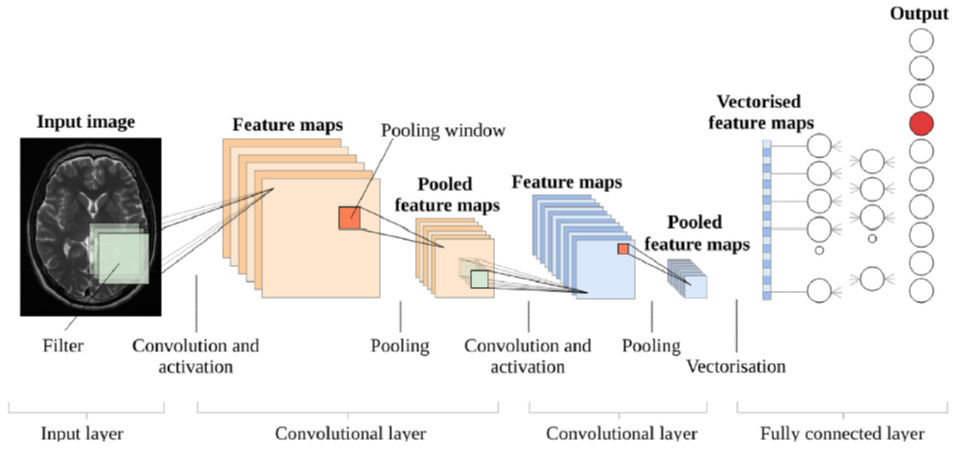 Output
Vectorised
feature maps
Input image
Feature maps
Pooling window
Pooled
feature maps
Feature maps
Pooled
feature maps
Filter
Convolution and
activation
Pooling
Convolution and
activation
Pooling
Vectorisation
Input layer
Convolutional layer
Convolutional layer
Fully connected layer